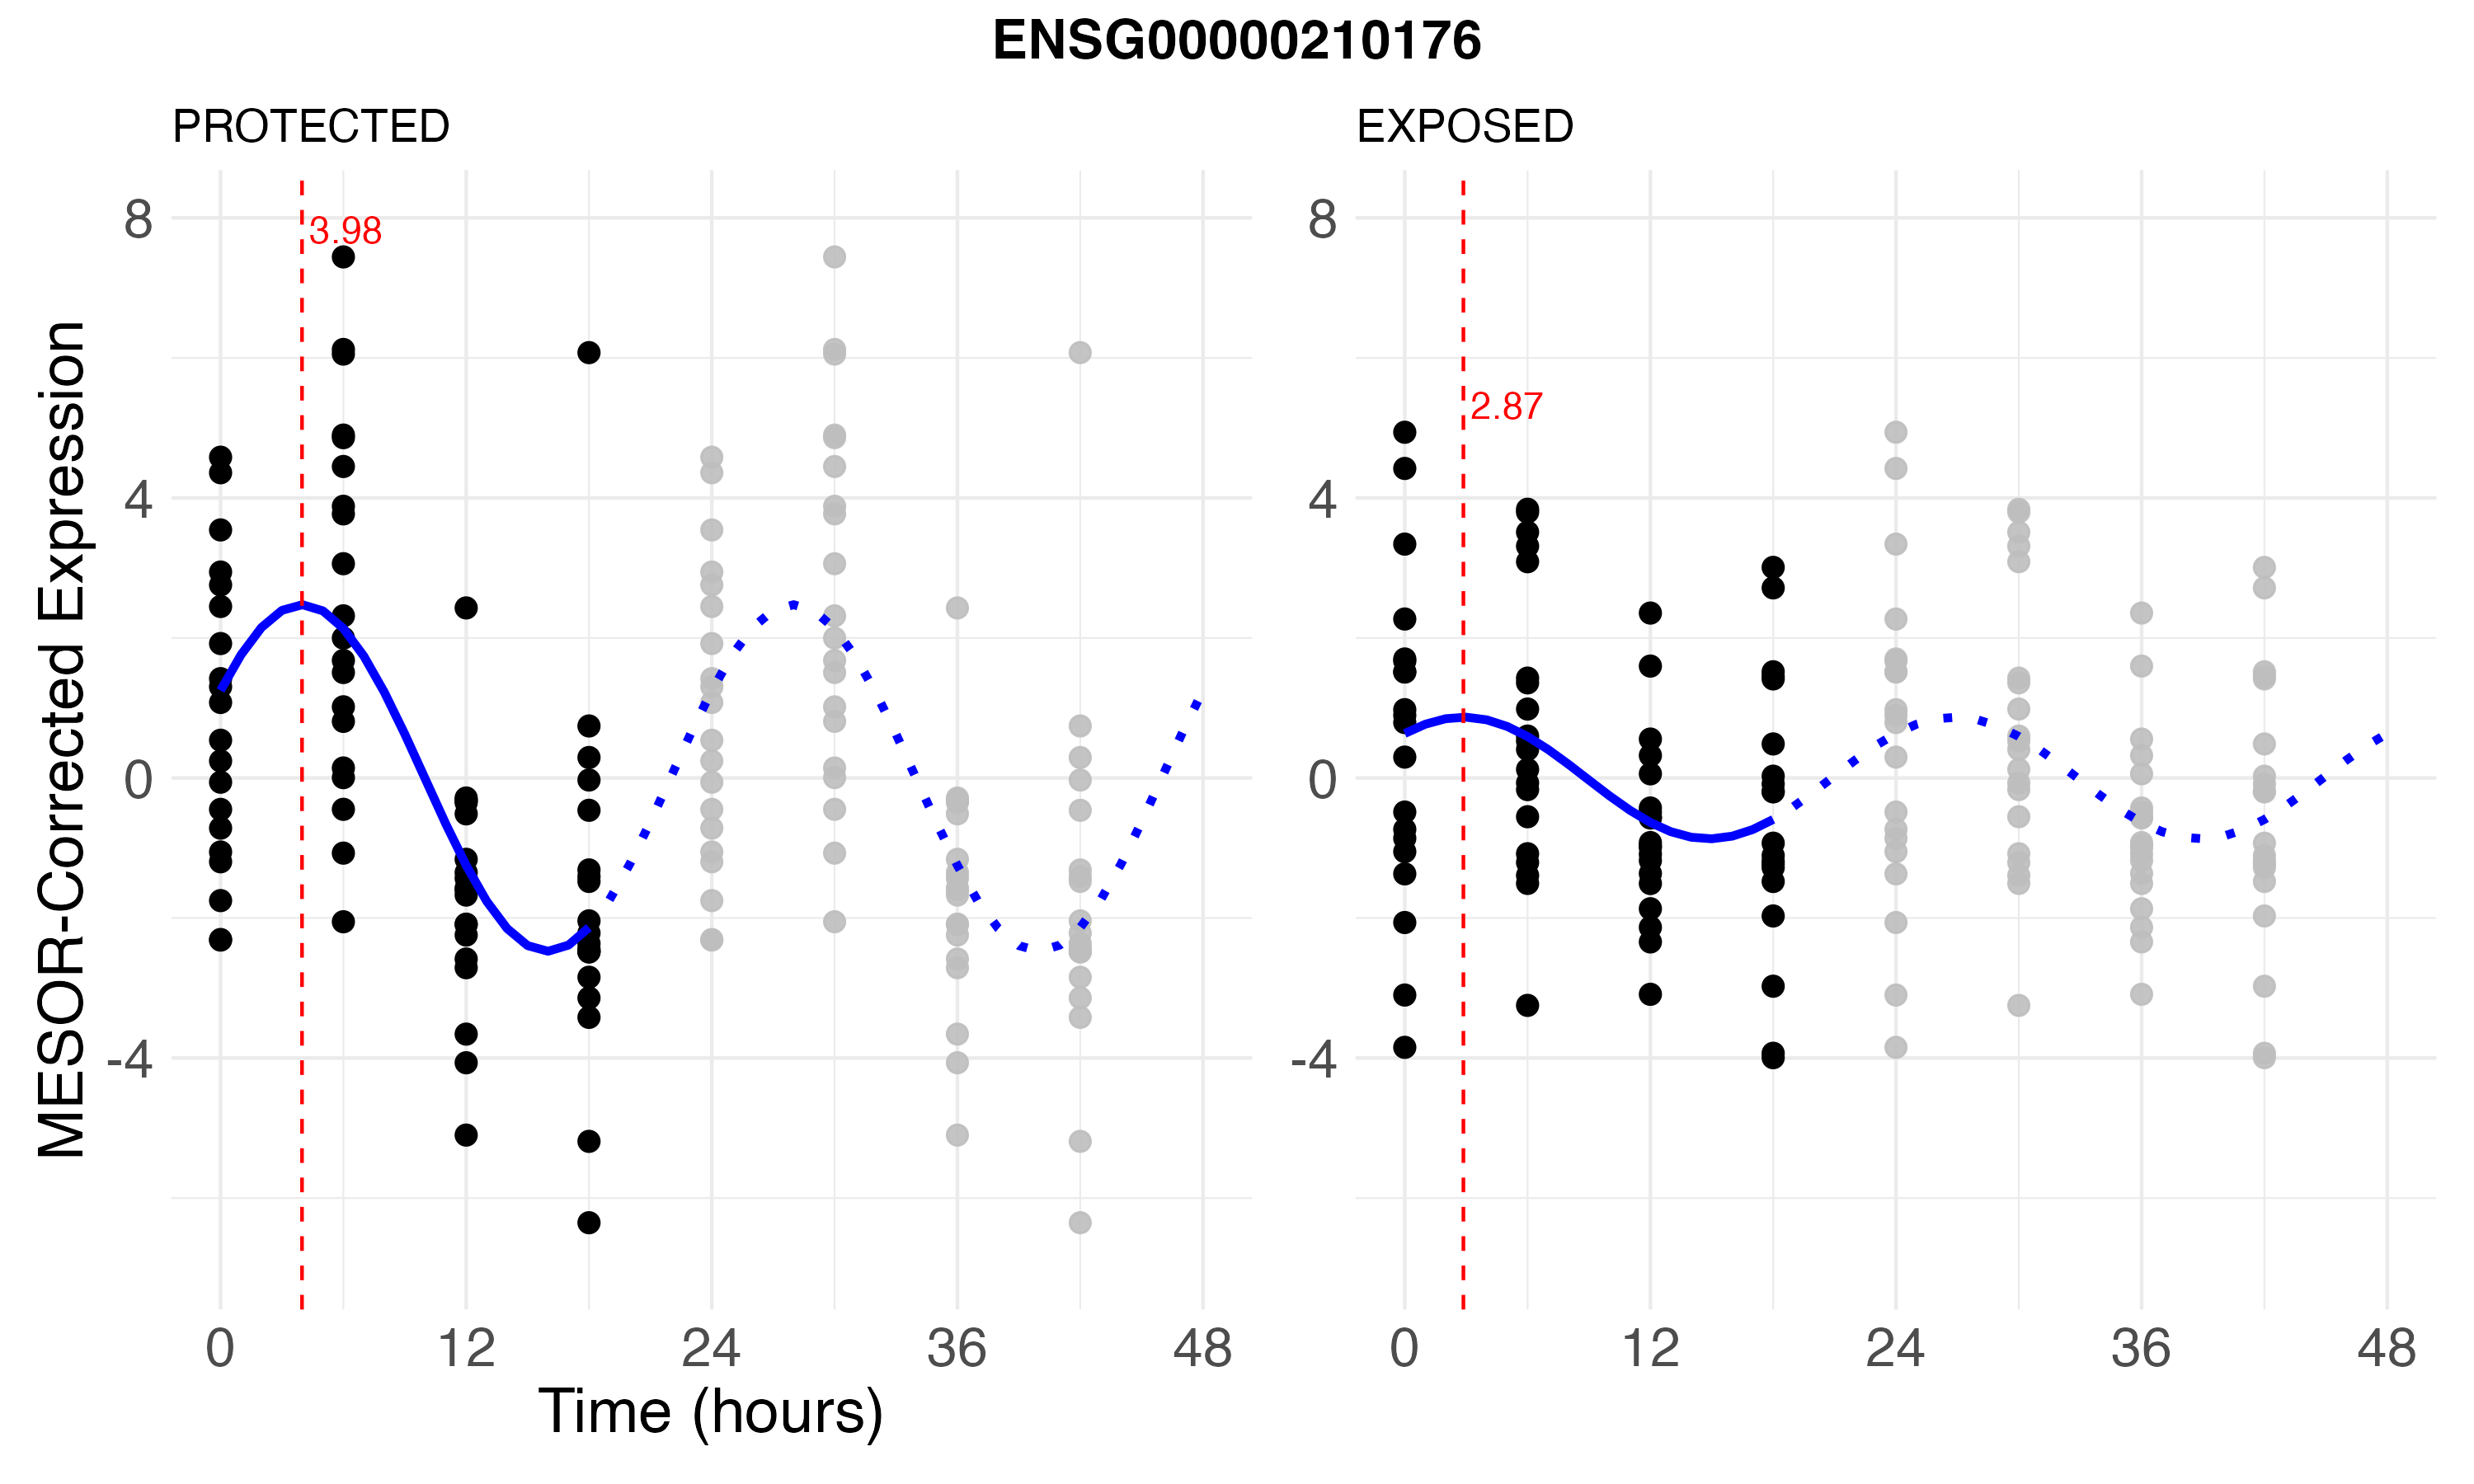 ENSG00000210176
PROTECTED
EXPOSED
MESOR-Corrected Expression
8
4
0
-4
3.98
0 12 24 36 48
Time (hours)
8
4
0
-4
2.87
0 12 24 36 48